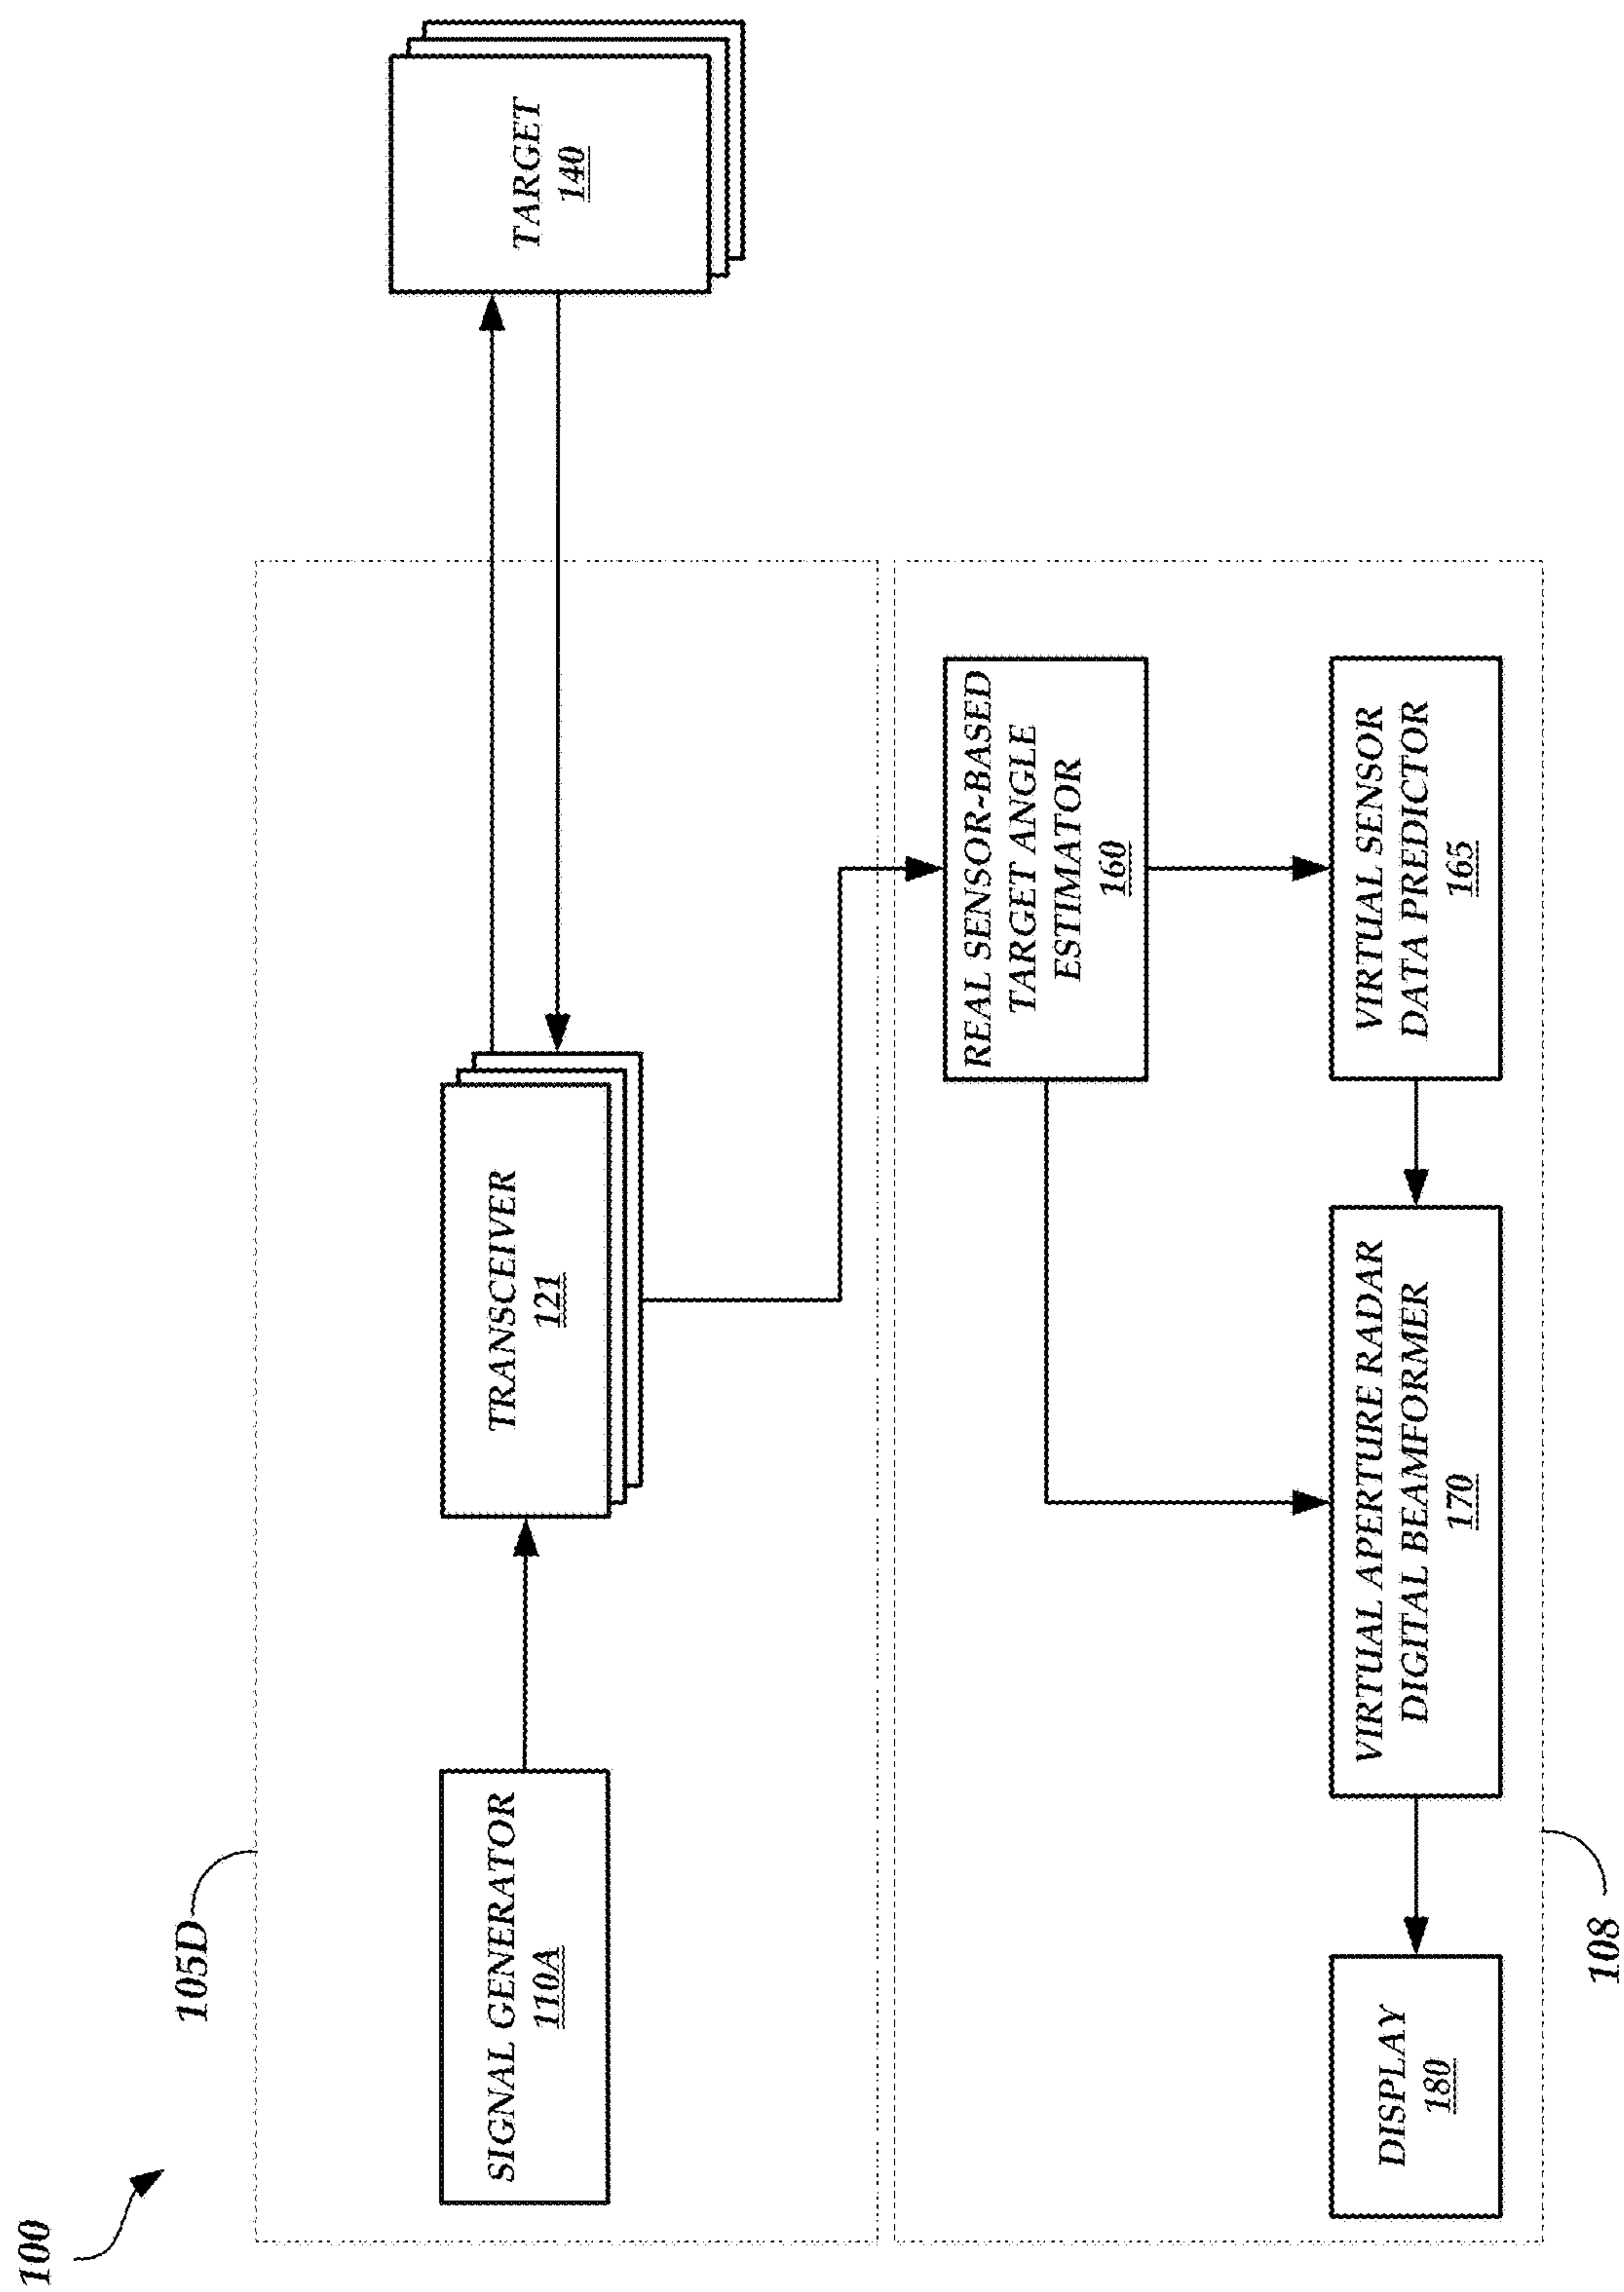 100
105D
SIGNAL GENERATOR
110A
TRANSCEIVER
121
TARGET
140
REAL SENSOR-BASED
TARGET ANGLE
ESTIMATOR
160
DISPLAY
180
VIRTUAL APERTURE RADAR
DIGITAL BEAMFORMER
170
VIRTUAL SENSOR
DATA PREDICTOR
165
108